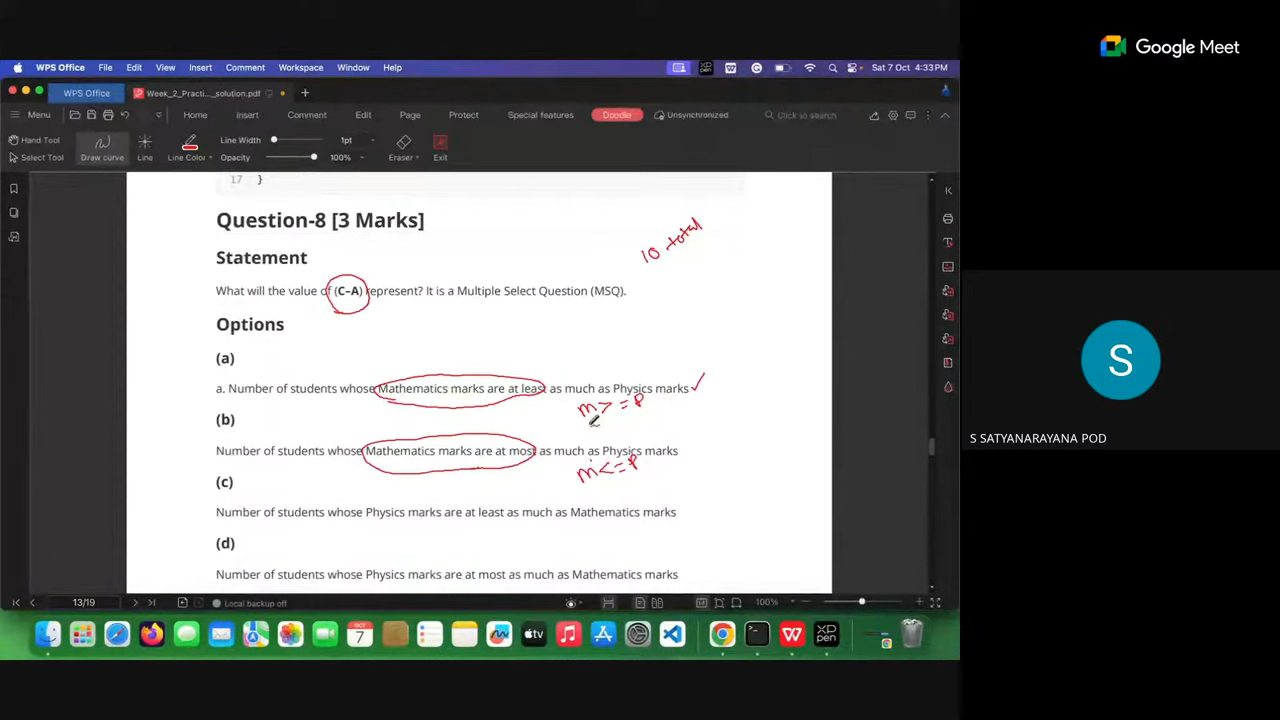 Google Meet
WPS Office File Edit View Insert Comment Workspace Window Help Sat 7 Oct 4:33 PM
WPS Office Week_2_Practi..._solution.pdf
Menu Home Insert Comment Edit Page Protect Special features Doodle Unsynchronized Click to search
Hand Tool Line Width 1pt
Select Tool Draw curve Line Line Color Opacity 100% Eraser Exit
17 }
Question-8 [3 Marks]
10 total
Statement
What will the value of (C–A) represent? It is a Multiple Select Question (MSQ).
Options
(a)
a. Number of students whose Mathematics marks are at least as much as Physics marks
m > = P
(b)
Number of students whose Mathematics marks are at most as much as Physics marks
m < = P
(c)
Number of students whose Physics marks are at least as much as Mathematics marks
(d)
Number of students whose Physics marks are at most as much as Mathematics marks
13/19 Local backup off 100%
S
S SATYANARAYANA POD